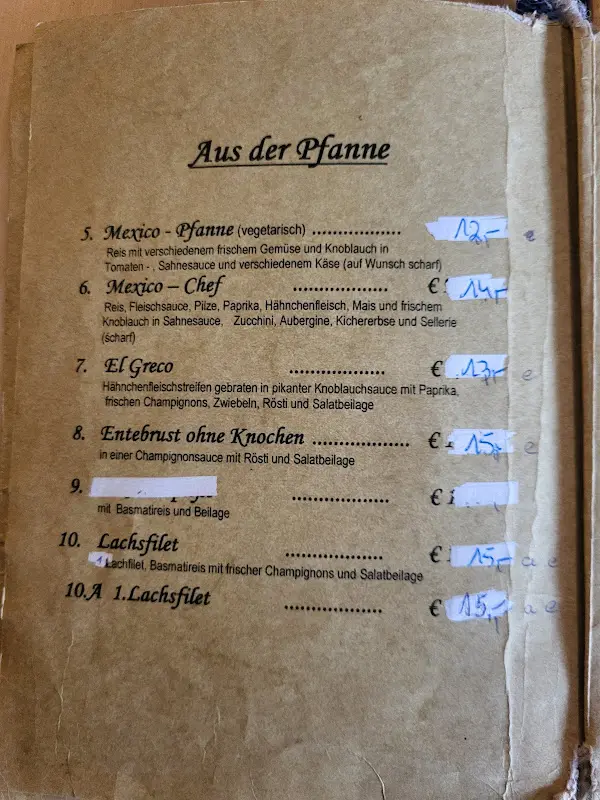 Aus der Pfanne
5. Mexico - Pfanne (vegetarisch) .................. 12,- e
Reis mit verschiedenem frischem Gemüse und Knoblauch in
Tomaten - , Sahnesauce und verschiedenem Käse (auf Wunsch scharf)
6. Mexico – Chef ................... € 14,-
Reis, Fleischsauce, Pilze, Paprika, Hähnchenfleisch, Mais und frischem
Knoblauch in Sahnesauce, Zucchini, Aubergine, Kichererbse und Sellerie
(scharf)
7. El Greco ................... € 13,- e
Hähnchenfleischstreifen gebraten in pikanter Knoblauchsauce mit Paprika,
frischen Champignons, Zwiebeln, Rösti und Salatbeilage
8. Entebrust ohne Knochen ................... € 15,- e
in einer Champignonsauce mit Rösti und Salatbeilage
9. ................... € 1
mit Basmatireis und Beilage
10. Lachsfilet ................... € 15,- a e
1 Lachfilet, Basmatireis mit frischer Champignons und Salatbeilage
10.A 1.Lachsfilet ................... € 15,- a e